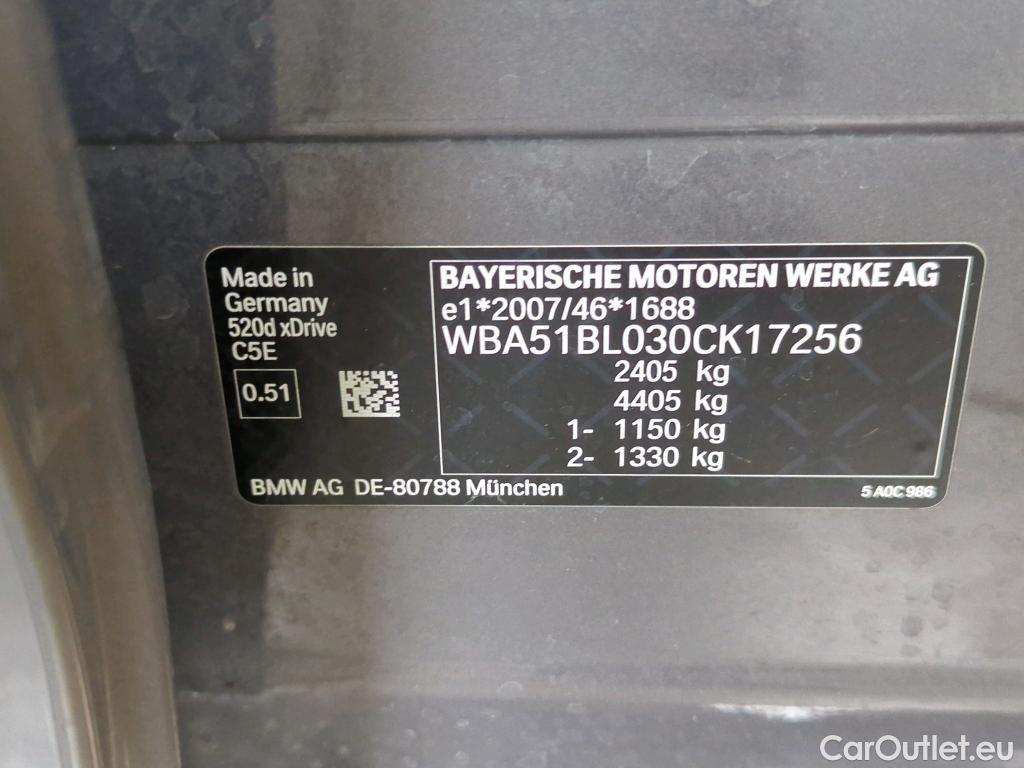 Made in
Germany
520d xDrive
C5E
0.51
BAYERISCHE MOTOREN WERKE AG
e1*2007/46*1688
WBA51BL030CK17256
2405 kg
4405 kg
1- 1150 kg
2- 1330 kg
BMW AG DE-80788 München
5 A0C 986
CarOutlet.eu